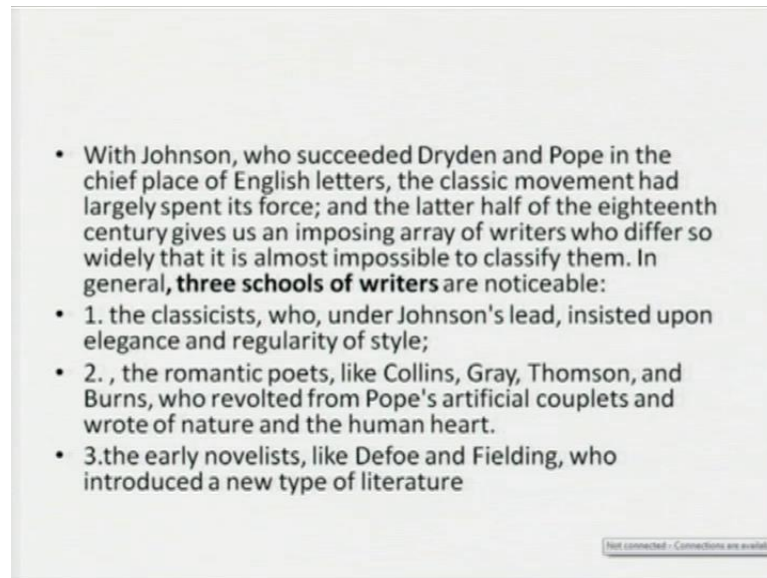 • With Johnson, who succeeded Dryden and Pope in the
chief place of English letters, the classic movement had
largely spent its force; and the latter half of the eighteenth
century gives us an imposing array of writers who differ so
widely that it is almost impossible to classify them. In
general, three schools of writers are noticeable:
• 1. the classicists, who, under Johnson's lead, insisted upon
elegance and regularity of style;
• 2. , the romantic poets, like Collins, Gray, Thomson, and
Burns, who revolted from Pope's artificial couplets and
wrote of nature and the human heart.
• 3.the early novelists, like Defoe and Fielding, who
introduced a new type of literature
Not connected - Connections are availab